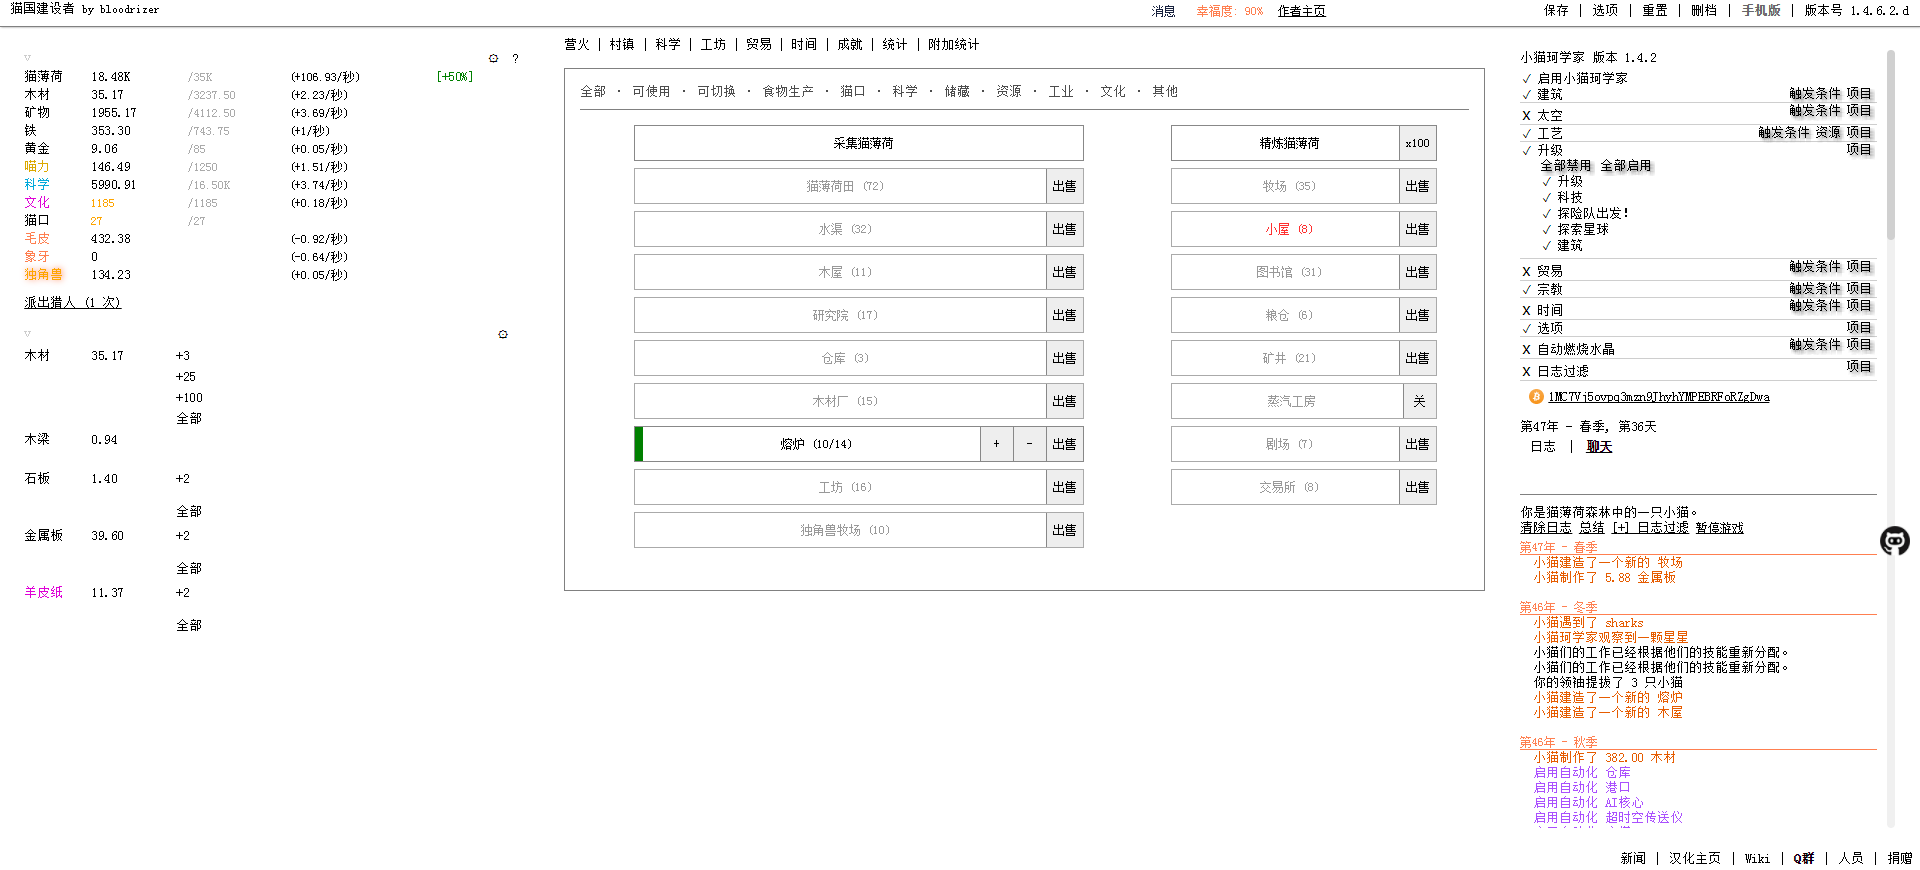 猫国建设者 by bloodrizer
消息 幸福度: 90% 作者主页
保存 | 选项 | 重置 | 删档 | 手机版 | 版本号 1.4.6.2.d
⚙ ?
猫薄荷 18.48K /35K (+106.93/秒) [+50%]
木材 35.17 /3237.50 (+2.23/秒)
矿物 1955.17 /4112.50 (+3.69/秒)
铁 353.30 /743.75 (+1/秒)
黄金 9.06 /85 (+0.05/秒)
喵力 146.49 /1250 (+1.51/秒)
科学 5990.91 /16.50K (+3.74/秒)
文化 1185 /1185 (+0.18/秒)
猫口 27 /27
毛皮 432.38 (-0.92/秒)
象牙 0 (-0.64/秒)
独角兽 134.23 (+0.05/秒)
派出猎人 (1 次)
木材 35.17 +3
+25
+100
全部
木梁 0.94
石板 1.40 +2
全部
金属板 39.60 +2
全部
羊皮纸 11.37 +2
全部
营火 | 村镇 | 科学 | 工坊 | 贸易 | 时间 | 成就 | 统计 | 附加统计
全部 · 可使用 · 可切换 · 食物生产 · 猫口 · 科学 · 储藏 · 资源 · 工业 · 文化 · 其他
采集猫薄荷 精炼猫薄荷 x100
猫薄荷田 (72) 出售 牧场 (35) 出售
水渠 (32) 出售 小屋 (8) 出售
木屋 (11) 出售 图书馆 (31) 出售
研究院 (17) 出售 粮仓 (6) 出售
仓库 (3) 出售 矿井 (21) 出售
木材厂 (15) 出售 蒸汽工房 关
熔炉 (10/14) + - 出售 剧场 (7) 出售
工坊 (16) 出售 交易所 (8) 出售
独角兽牧场 (10) 出售
小猫珂学家 版本 1.4.2
✓ 启用小猫珂学家
✓ 建筑 触发条件 项目
X 太空 触发条件 项目
✓ 工艺 触发条件 资源 项目
✓ 升级 项目
全部禁用 全部启用
✓ 升级
✓ 科技
✓ 探险队出发!
✓ 探索星球
✓ 建筑
X 贸易 触发条件 项目
✓ 宗教 触发条件 项目
X 时间 触发条件 项目
✓ 选项 项目
X 自动燃烧水晶 触发条件 项目
X 日志过滤 项目
1MC7Vj5ovpq3mzn9JhyhYMPEBRFoRZgDwa
第47年 - 春季, 第36天
日志 | 聊天
你是猫薄荷森林中的一只小猫。
清除日志 总结 [+] 日志过滤 暂停游戏
第47年 - 春季
小猫建造了一个新的 牧场
小猫制作了 5.88 金属板
第46年 - 冬季
小猫遇到了 sharks
小猫珂学家观察到一颗星星
小猫们的工作已经根据他们的技能重新分配。
小猫们的工作已经根据他们的技能重新分配。
你的领袖提拔了 3 只小猫
小猫建造了一个新的 熔炉
小猫建造了一个新的 木屋
第46年 - 秋季
小猫制作了 382.00 木材
启用自动化 仓库
启用自动化 港口
启用自动化 AI核心
启用自动化 超时空传送仪
新闻 | 汉化主页 | Wiki | Q群 | 人员 | 捐赠